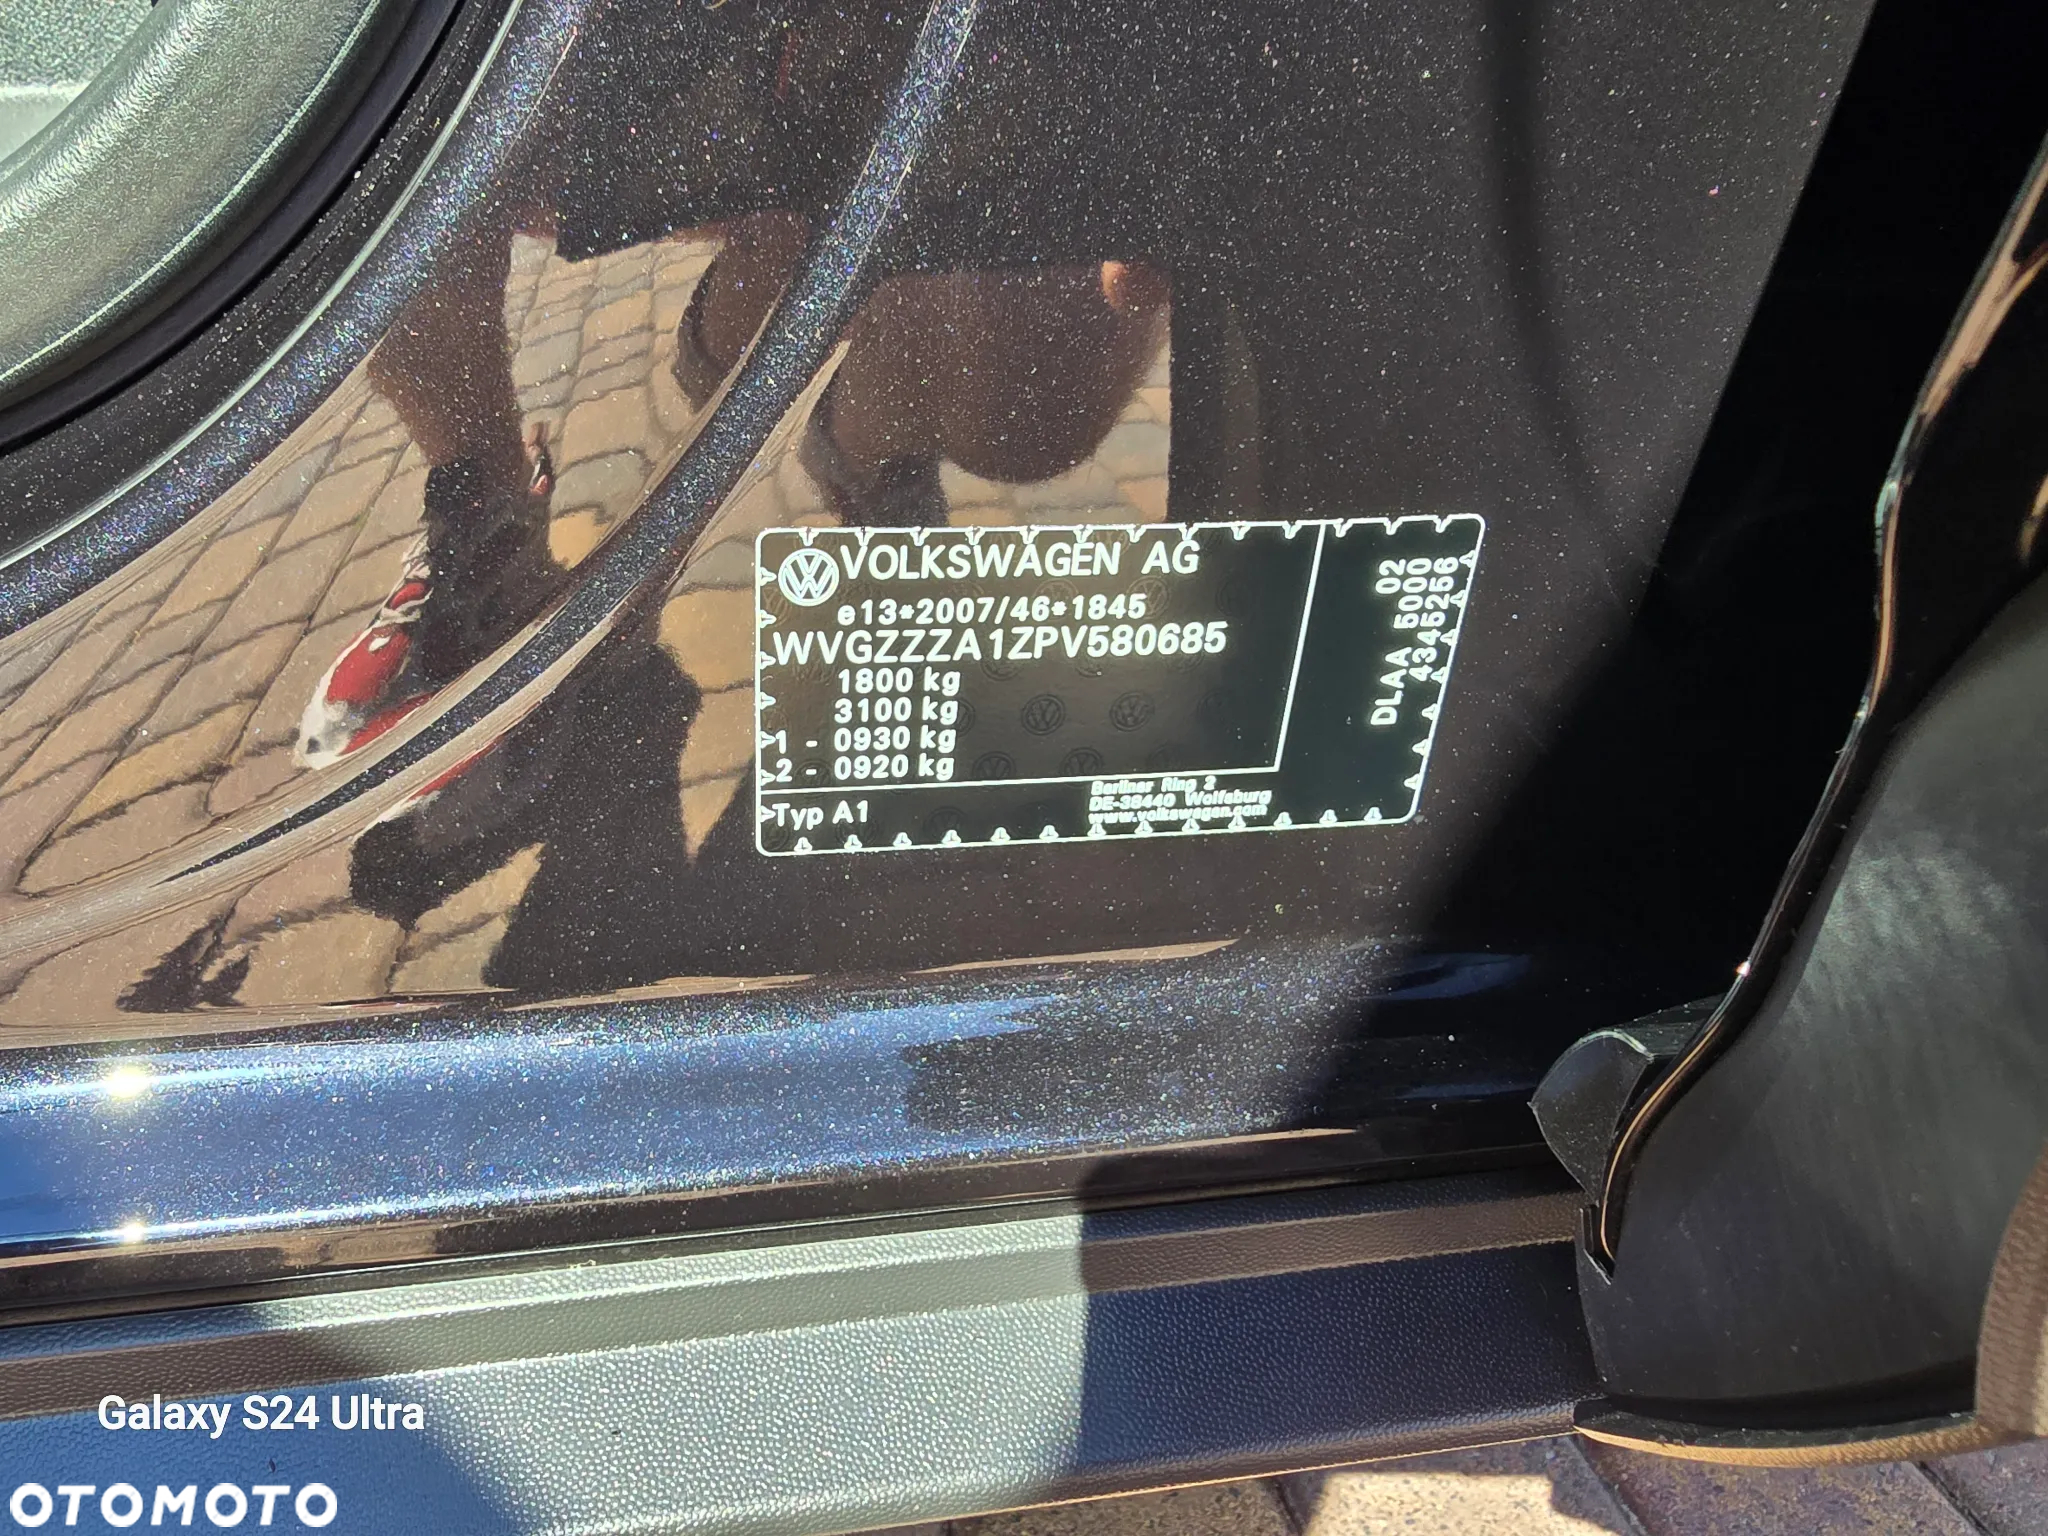 VOLKSWAGEN AG
e13*2007/46*1845
WVGZZZA1ZPV580685
1800 kg
3100 kg
1 - 0930 kg
2 - 0920 kg
Typ A1
Berliner Ring 2
DE-38440 Wolfsburg
www.volkswagen.com
DLAA 5000 02
4345256
Galaxy S24 Ultra
OTOMOTO